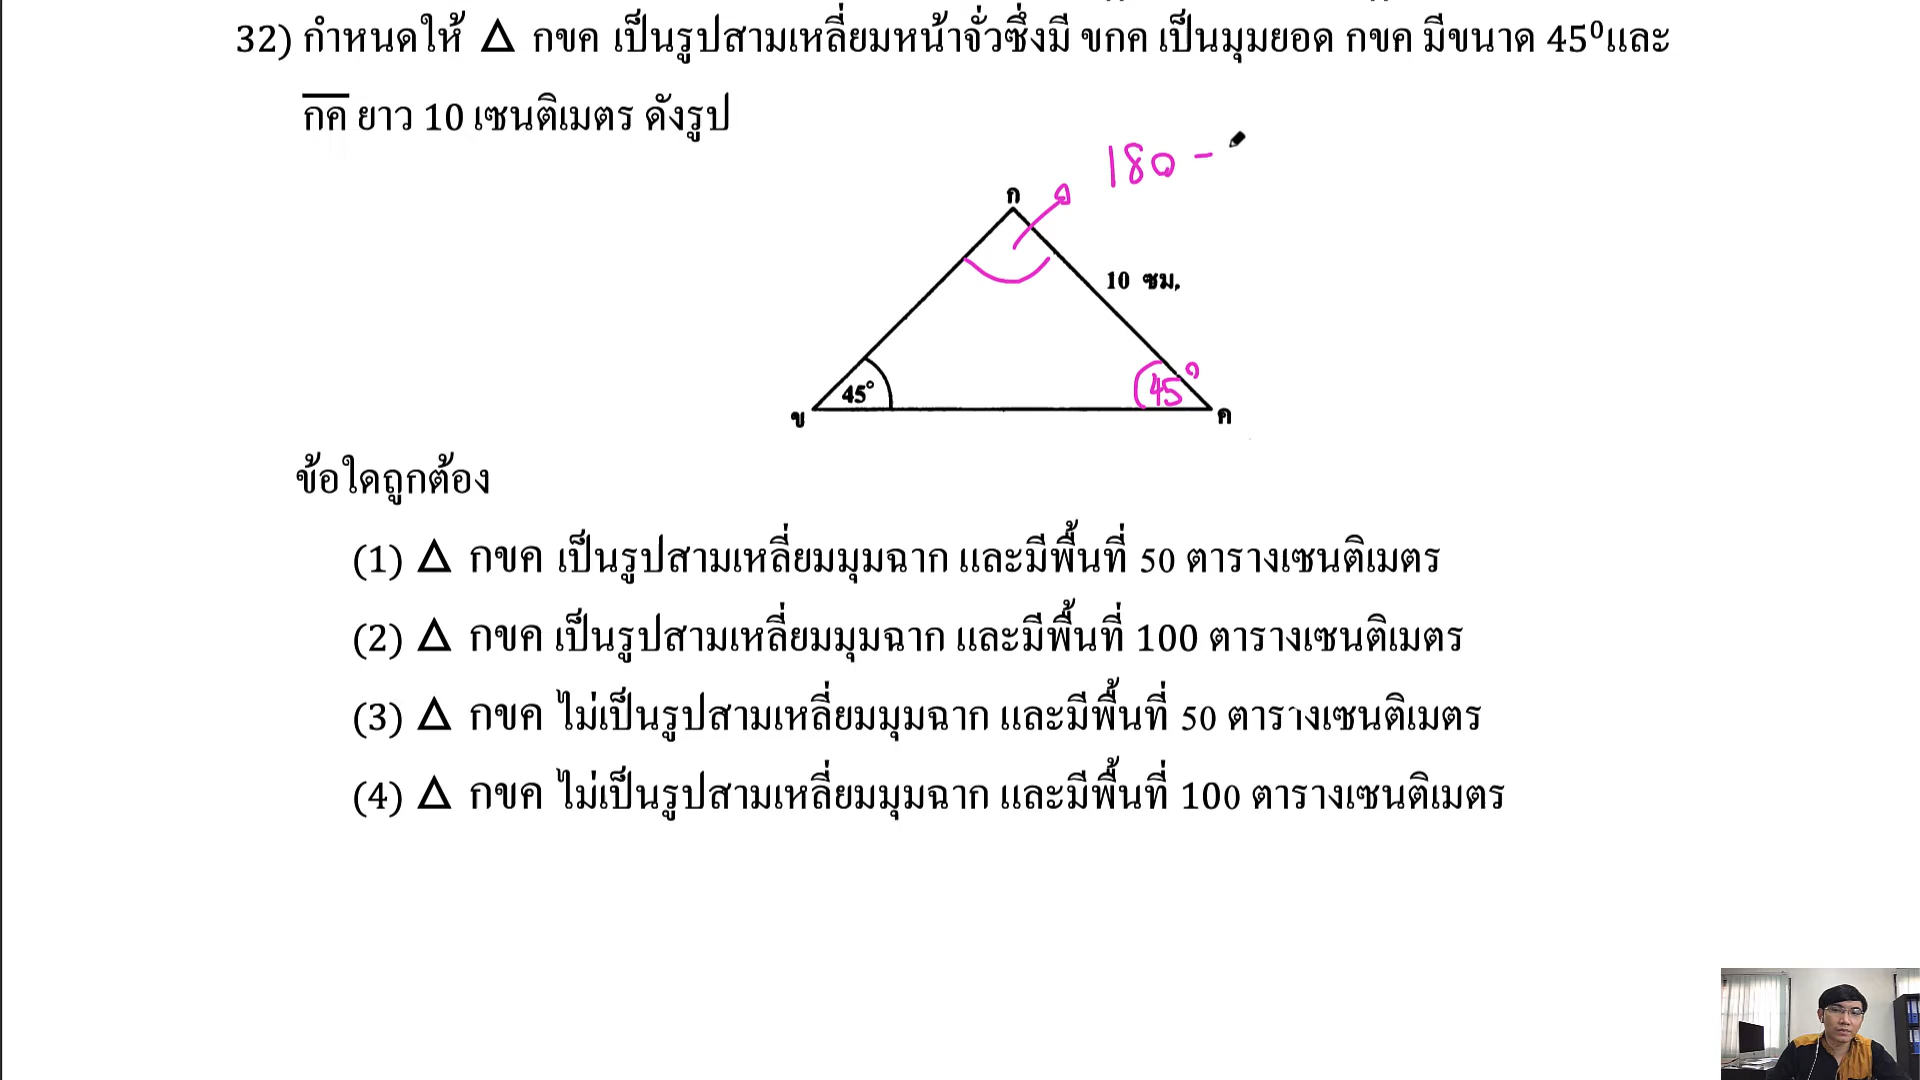 32) กำหนดให้ △ กขค เป็นรูปสามเหลี่ยมหน้าจั่วซึ่งมี ขกค เป็นมุมยอด กขค มีขนาด 45⁰และ
กค ยาว 10 เซนติเมตร ดังรูป
180 -
ก
10 ซม.
45°
45°
ข
ค
ข้อใดถูกต้อง
(1) △ กขค เป็นรูปสามเหลี่ยมมุมฉาก และมีพื้นที่ 50 ตารางเซนติเมตร
(2) △ กขค เป็นรูปสามเหลี่ยมมุมฉาก และมีพื้นที่ 100 ตารางเซนติเมตร
(3) △ กขค ไม่เป็นรูปสามเหลี่ยมมุมฉาก และมีพื้นที่ 50 ตารางเซนติเมตร
(4) △ กขค ไม่เป็นรูปสามเหลี่ยมมุมฉาก และมีพื้นที่ 100 ตารางเซนติเมตร